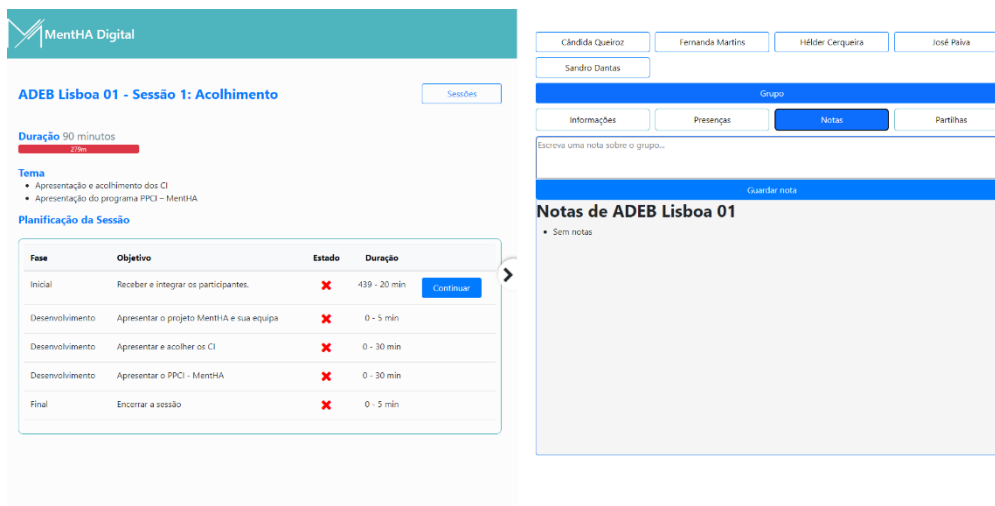 MentHA Digital
ADEB Lisboa 01 - Sessão 1: Acolhimento
Sessões
Duração 90 minutos
279m
Tema
• Apresentação e acolhimento dos CI
• Apresentação do programa PPCI – MentHA
Planificação da Sessão
Fase Objetivo Estado Duração
Inicial Receber e integrar os participantes. 439 - 20 min Continuar
Desenvolvimento Apresentar o projeto MentHA e sua equipa 0 - 5 min
Desenvolvimento Apresentar e acolher os CI 0 - 30 min
Desenvolvimento Apresentar o PPCI - MentHA 0 - 30 min
Final Encerrar a sessão 0 - 5 min
Cândida Queiroz Fernanda Martins Hélder Cerqueira José Paiva
Sandro Dantas
Grupo
Informações Presenças Notas Partilhas
Escreva uma nota sobre o grupo...
Guardar nota
Notas de ADEB Lisboa 01
• Sem notas